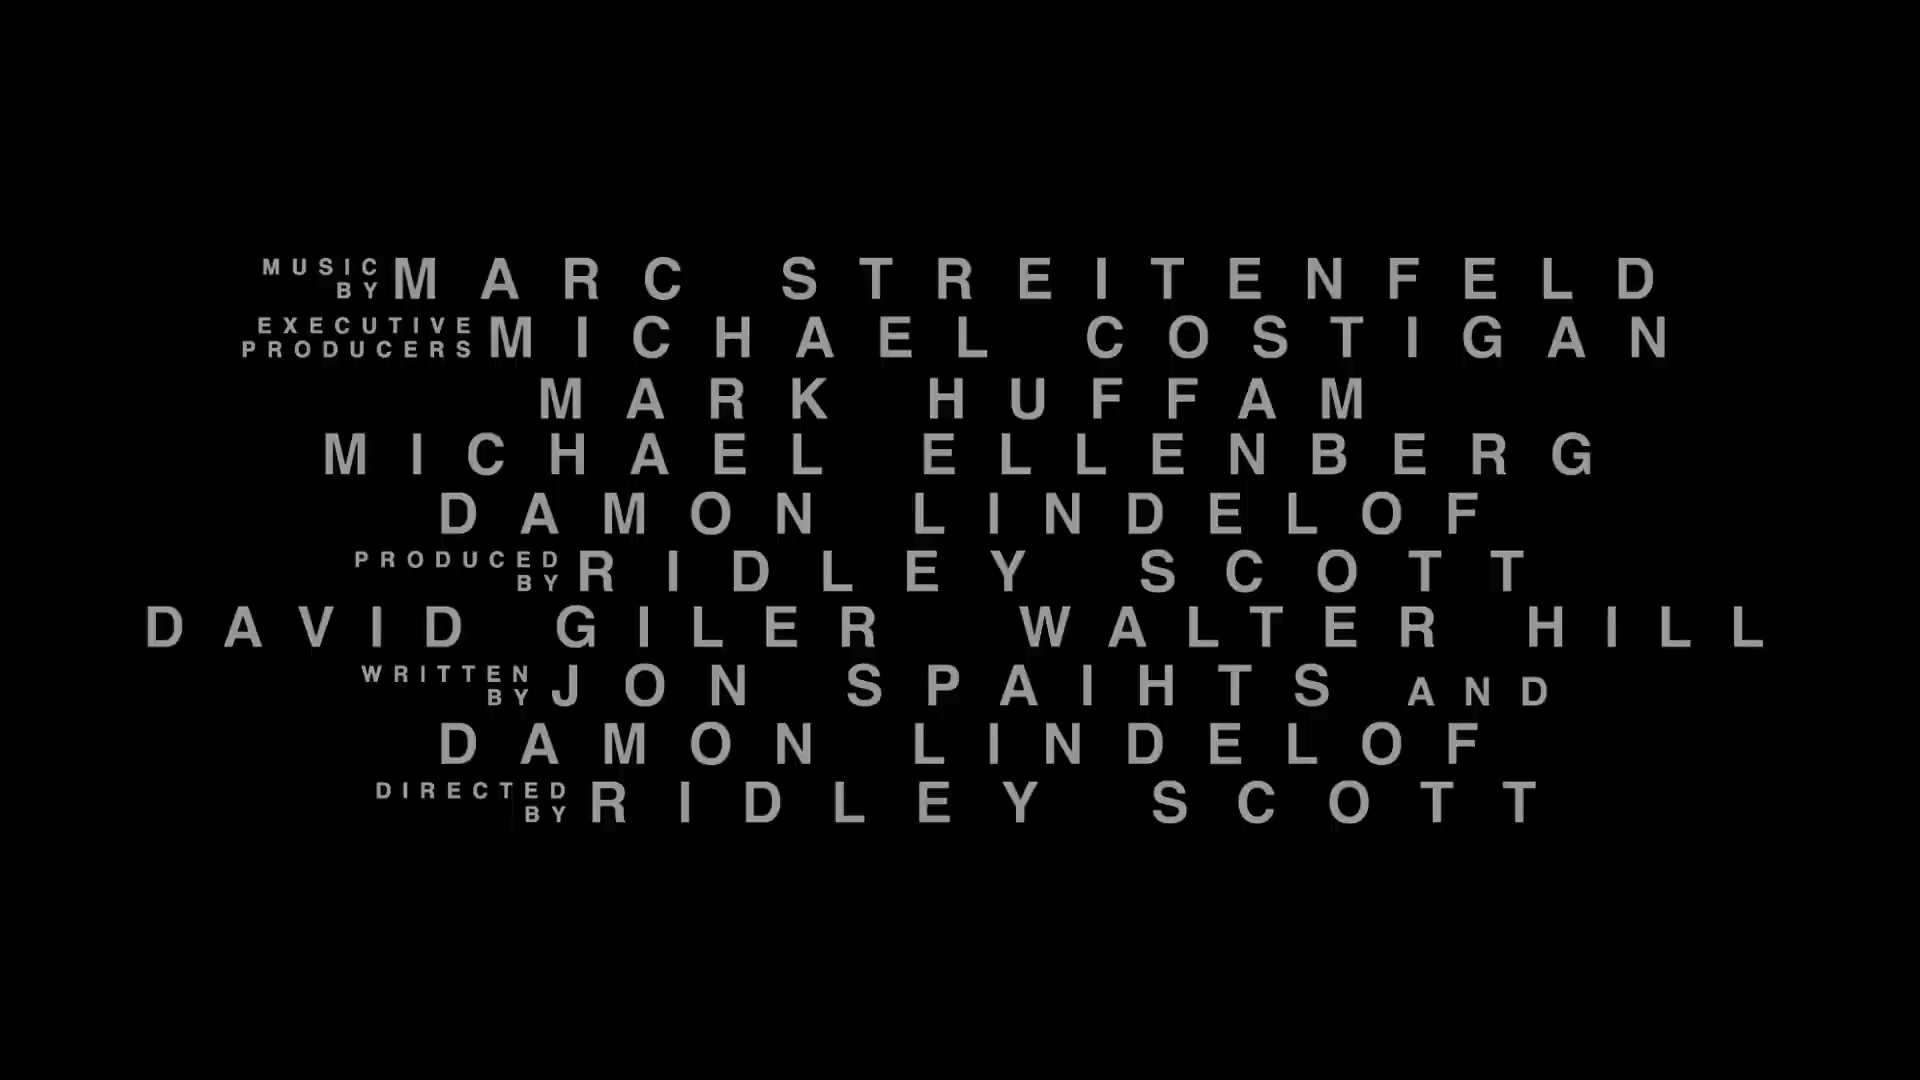 MUSIC BY MARC STREITENFELD
EXECUTIVE PRODUCERS MICHAEL COSTIGAN
MARK HUFFAM
MICHAEL ELLENBERG
DAMON LINDELOF
PRODUCED BY RIDLEY SCOTT
DAVID GILER WALTER HILL
WRITTEN BY JON SPAIHTS AND
DAMON LINDELOF
DIRECTED BY RIDLEY SCOTT